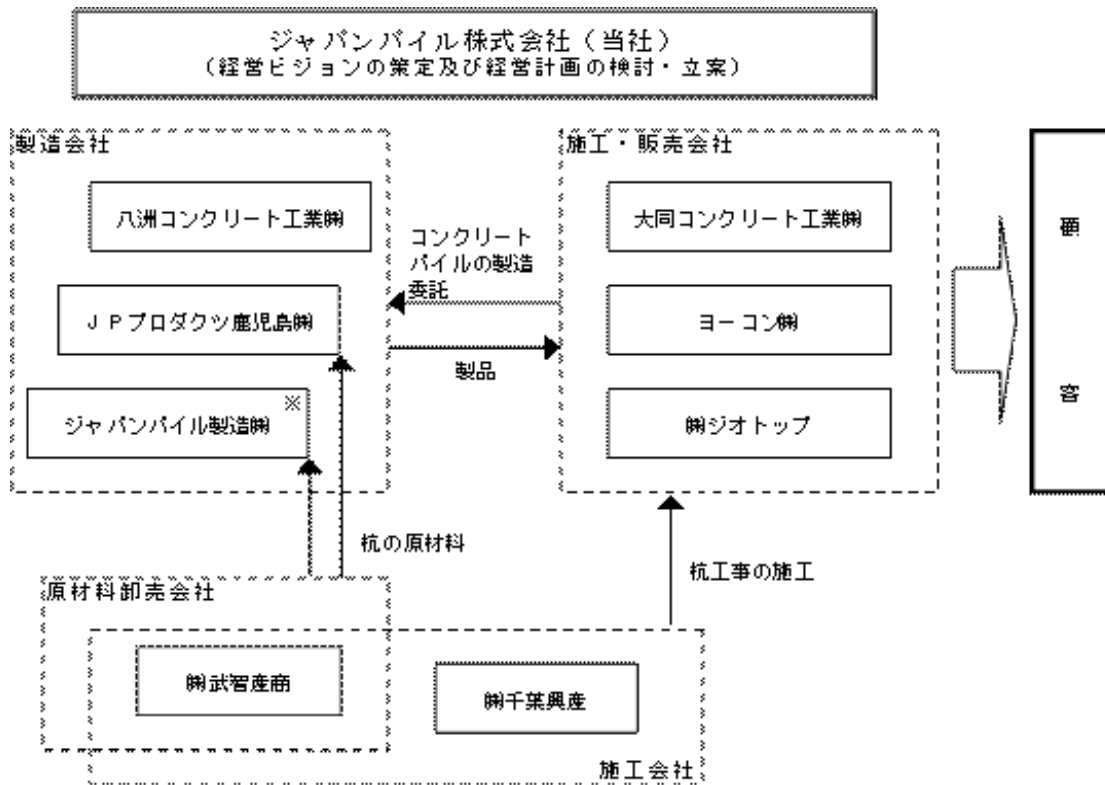 ジャパンパイル株式会社（当社）
（経営ビジョンの策定及び経営計画の検討・立案）
製造会社
八洲コンクリート工業㈱
ＪＰプロダクツ鹿児島㈱
※
ジャパンパイル製造㈱
コンクリート
パイルの製造
委託
製品
施工・販売会社
大同コンクリート工業㈱
ヨーコン㈱
㈱ジオトップ
顧
客
杭の原材料
杭工事の施工
原材料卸売会社
㈱武智産商
㈱千葉興産
施工会社